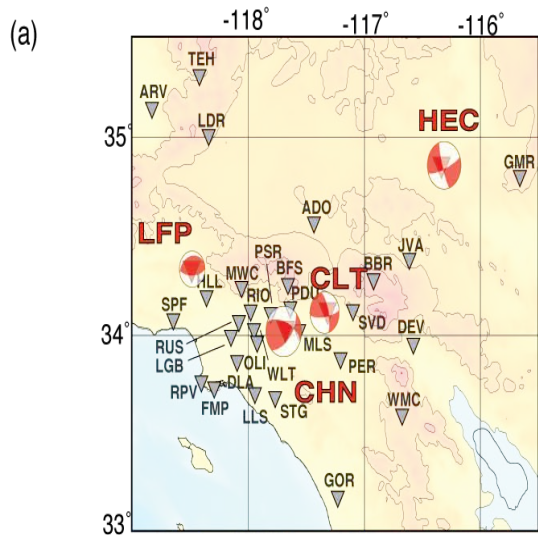 (a)
-118° -117° -116°
TEH
ARV
LDR
35°
HEC
GMR
ADO
LFP
PSR
JVA
BBR
MWC
BFS
CLT
HLL
RIO
PDU
SPF
SVD
DEV
34°
RUS
MLS
LGB
PER
OLI
WLT
CHN
RPV
DLA
FMP
LLS
STG
WMC
GOR
33°